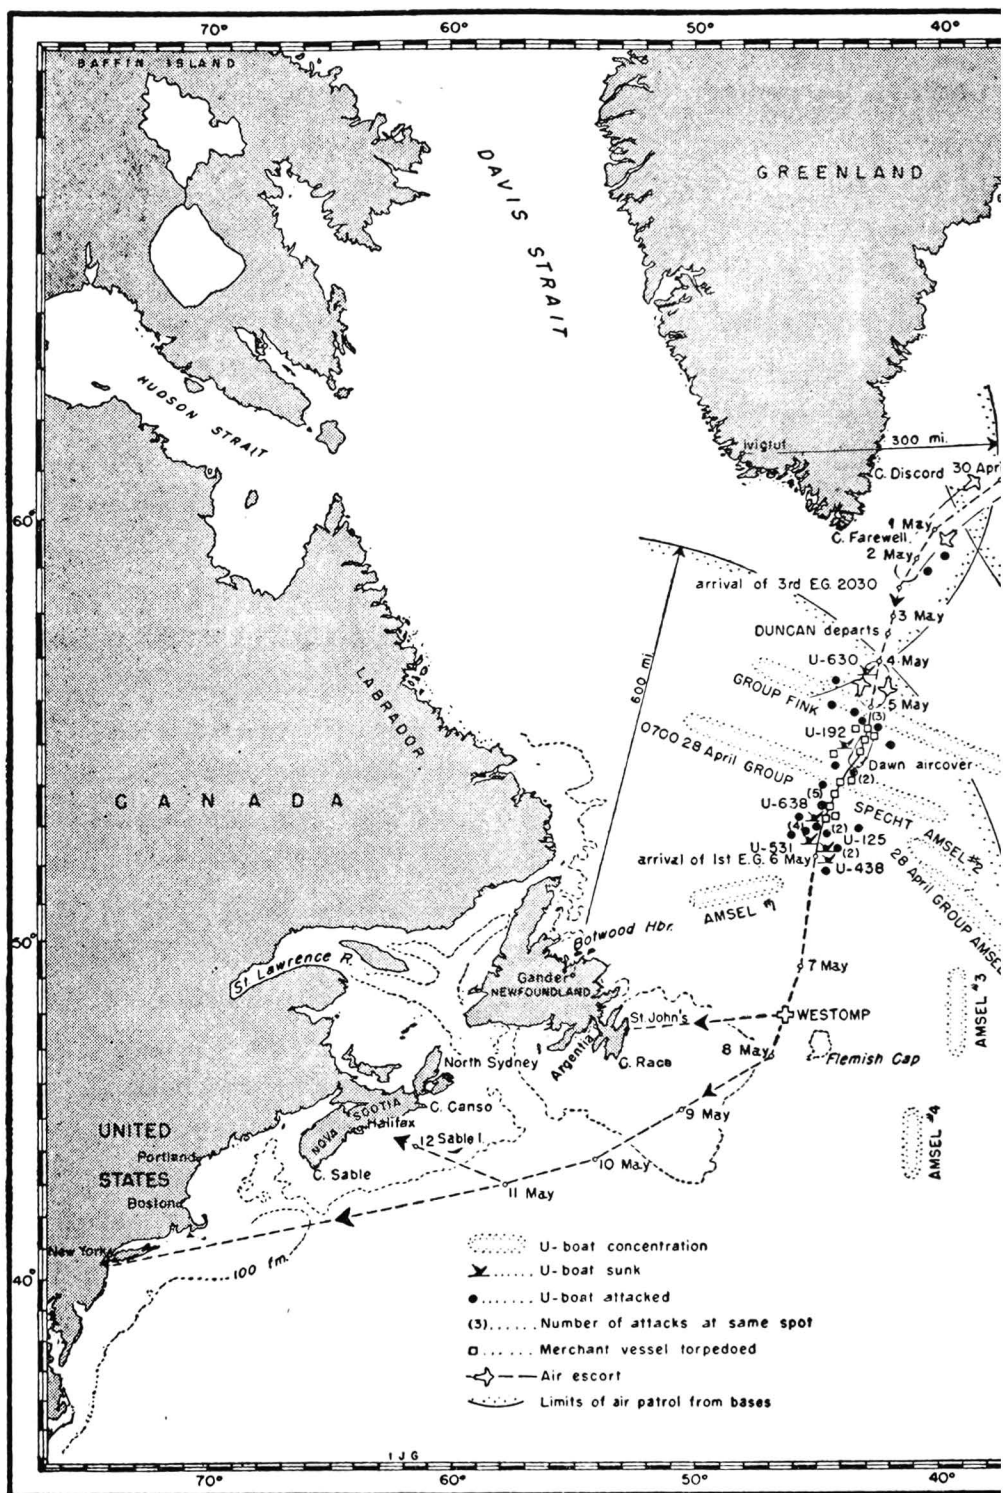 70° 60° 50° 40°
BAFFIN ISLAND
DAVIS STRAIT
GREENLAND
HUDSON STRAIT
ivigtut
300 mi.
C. Discord
30 April
60°
1 May
C. Farewell
2 May
arrival of 3rd E.G. 2030
3 May
DUNCAN departs
U-630
4 May
600 mi.
GROUP FINK
5 May
(3)
LABRADOR
U-192
0700 28 April GROUP
Dawn aircover
(2)
CANADA
(5)
U-638
SPECHT
AMSEL #2
(4)
(2)
U-125
U-531
(2)
arrival of 1st E.G. 6 May
U-438
28 April GROUP AMSEL
AMSEL #1
50°
Botwood Hbr.
St Lawrence R.
7 May
Gander
NEWFOUNDLAND
AMSEL #3
St. John's
WESTOMP
Argentia
8 May
Flemish Cap
C. Race
North Sydney
NOVA SCOTIA
C. Canso
9 May
Halifax
UNITED
STATES
12
Sable I.
AMSEL #4
Portland
10 May
C. Sable
11 May
Boston
New York
40°
100 fm.
U-boat concentration
U-boat sunk
U-boat attacked
(3)...... Number of attacks at same spot
Merchant vessel torpedoed
Air escort
Limits of air patrol from bases
IJG
70° 60° 50° 40°